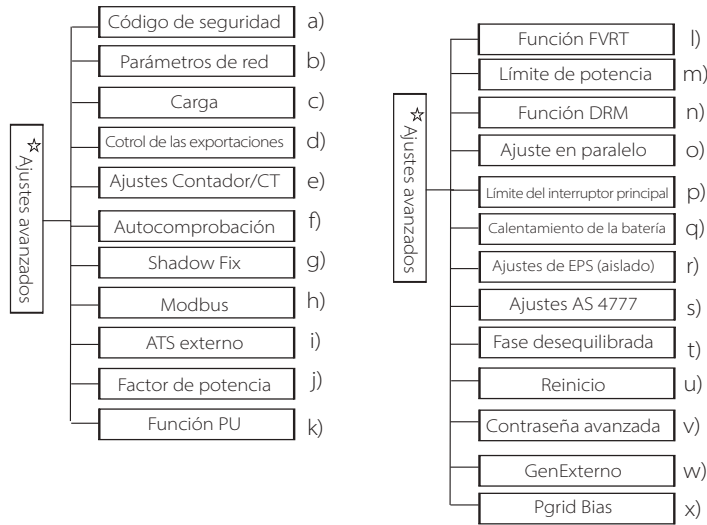 ☆ Ajustes avanzados
Código de seguridad a)
Parámetros de red b)
Carga c)
Cotrol de las exportaciones d)
Ajustes Contador/CT e)
Autocomprobación f)
Shadow Fix g)
Modbus h)
ATS externo i)
Factor de potencia j)
Función PU k)
☆ Ajustes avanzados
Función FVRT l)
Límite de potencia m)
Función DRM n)
Ajuste en paralelo o)
Límite del interruptor principal p)
Calentamiento de la batería q)
Ajustes de EPS (aislado) r)
Ajustes AS 4777 s)
Fase desequilibrada t)
Reinicio u)
Contraseña avanzada v)
GenExterno w)
Pgrid Bias x)